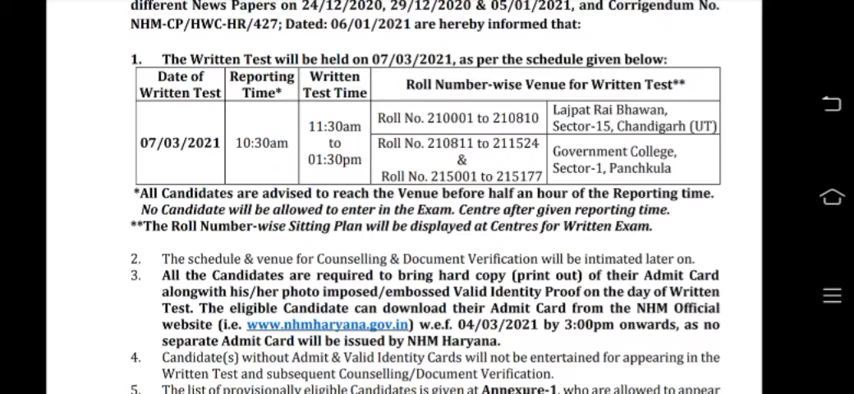 different News Papers on 24/12/2020, 29/12/2020 & 05/01/2021, and Corrigendum No.
NHM-CP/HWC-HR/427; Dated: 06/01/2021 are hereby informed that:
1. The Written Test will be held on 07/03/2021, as per the schedule given below:
Date of Written Test
Reporting Time*
Written Test Time
Roll Number-wise Venue for Written Test**
07/03/2021
10:30am
11:30am
to
01:30pm
Roll No. 210001 to 210810
Lajpat Rai Bhawan,
Sector-15, Chandigarh (UT)
Roll No. 210811 to 211524
&
Roll No. 215001 to 215177
Government College,
Sector-1, Panchkula
*All Candidates are advised to reach the Venue before half an hour of the Reporting time.
No Candidate will be allowed to enter in the Exam. Centre after given reporting time.
**The Roll Number-wise Sitting Plan will be displayed at Centres for Written Exam.
2. The schedule & venue for Counselling & Document Verification will be intimated later on.
3. All the Candidates are required to bring hard copy (print out) of their Admit Card
alongwith his/her photo imposed/embossed Valid Identity Proof on the day of Written
Test. The eligible Candidate can download their Admit Card from the NHM Official
website (i.e. www.nhmharyana.gov.in) w.e.f. 04/03/2021 by 3:00pm onwards, as no
separate Admit Card will be issued by NHM Haryana.
4. Candidate(s) without Admit & Valid Identity Cards will not be entertained for appearing in the
Written Test and subsequent Counselling/Document Verification.
5. The list of provisionally eligible Candidates is given at Annexure-1, who are allowed to appear